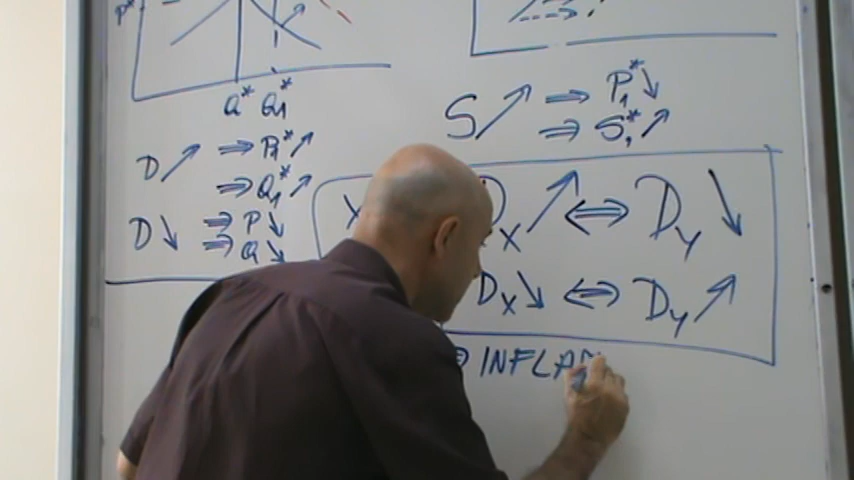 P*
Q* Q₁*
D↗ ⇒ P₁*↗
⇒ Q₁*↗
D↘ ⇒ P↘
⇒ Q↘
S↗ ⇒ P₁*↘
⇒ S₁*↗
X
Dx↗ ⇔ Dy↘
Dx↘ ⇔ Dy↗
INFLA